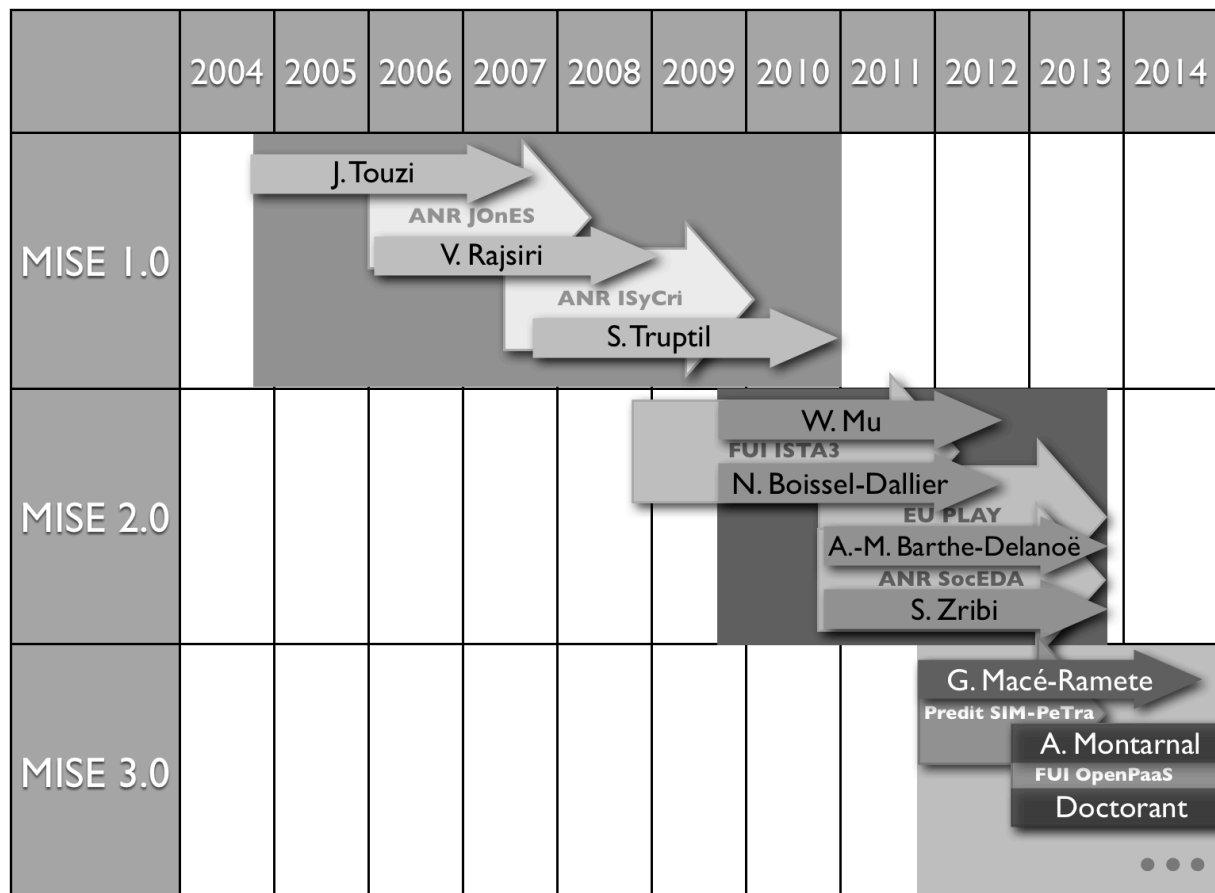 2004 2005 2006 2007 2008 2009 2010 2011 2012 2013 2014
MISE 1.0
J. Touzi
ANR JOnES
V. Rajsiri
ANR ISyCri
S. Truptil
MISE 2.0
W. Mu
FUI ISTA3
N. Boissel-Dallier
EU PLAY
A.-M. Barthe-Delanoë
ANR SocEDA
S. Zribi
MISE 3.0
G. Macé-Ramete
Predit SIM-PeTra
A. Montarnal
FUI OpenPaaS
Doctorant
•••